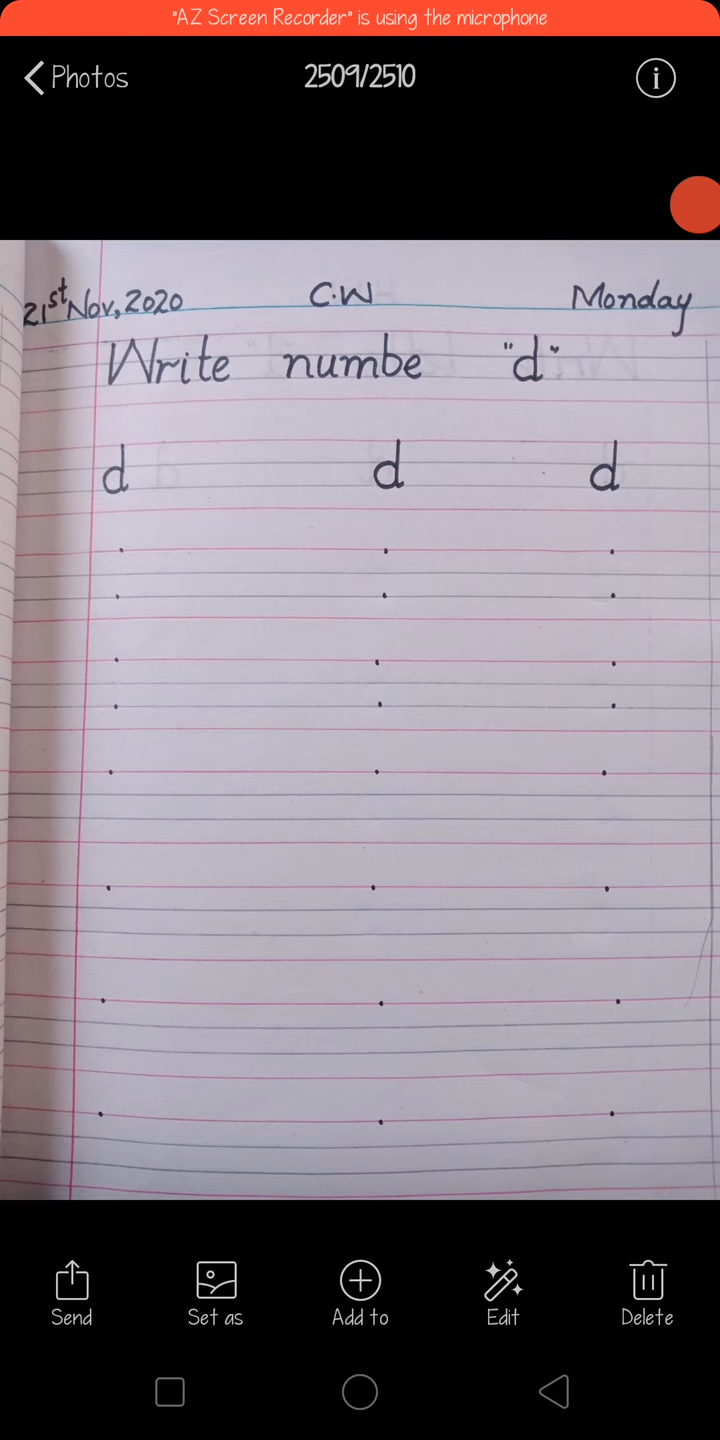 "AZ Screen Recorder" is using the microphone
Photos 2509/2510 i
21st Nov, 2020 C.W Monday
Write numbe "d"
d d d
Send Set as Add to Edit Delete